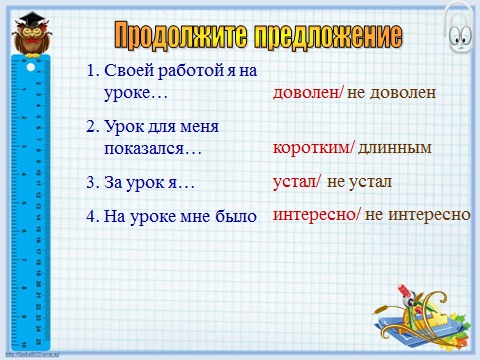 Продолжите предложение
1. Своей работой я на
уроке… доволен/ не доволен
2. Урок для меня
показался… коротким/ длинным
3. За урок я… устал/ не устал
4. На уроке мне было интересно/ не интересно